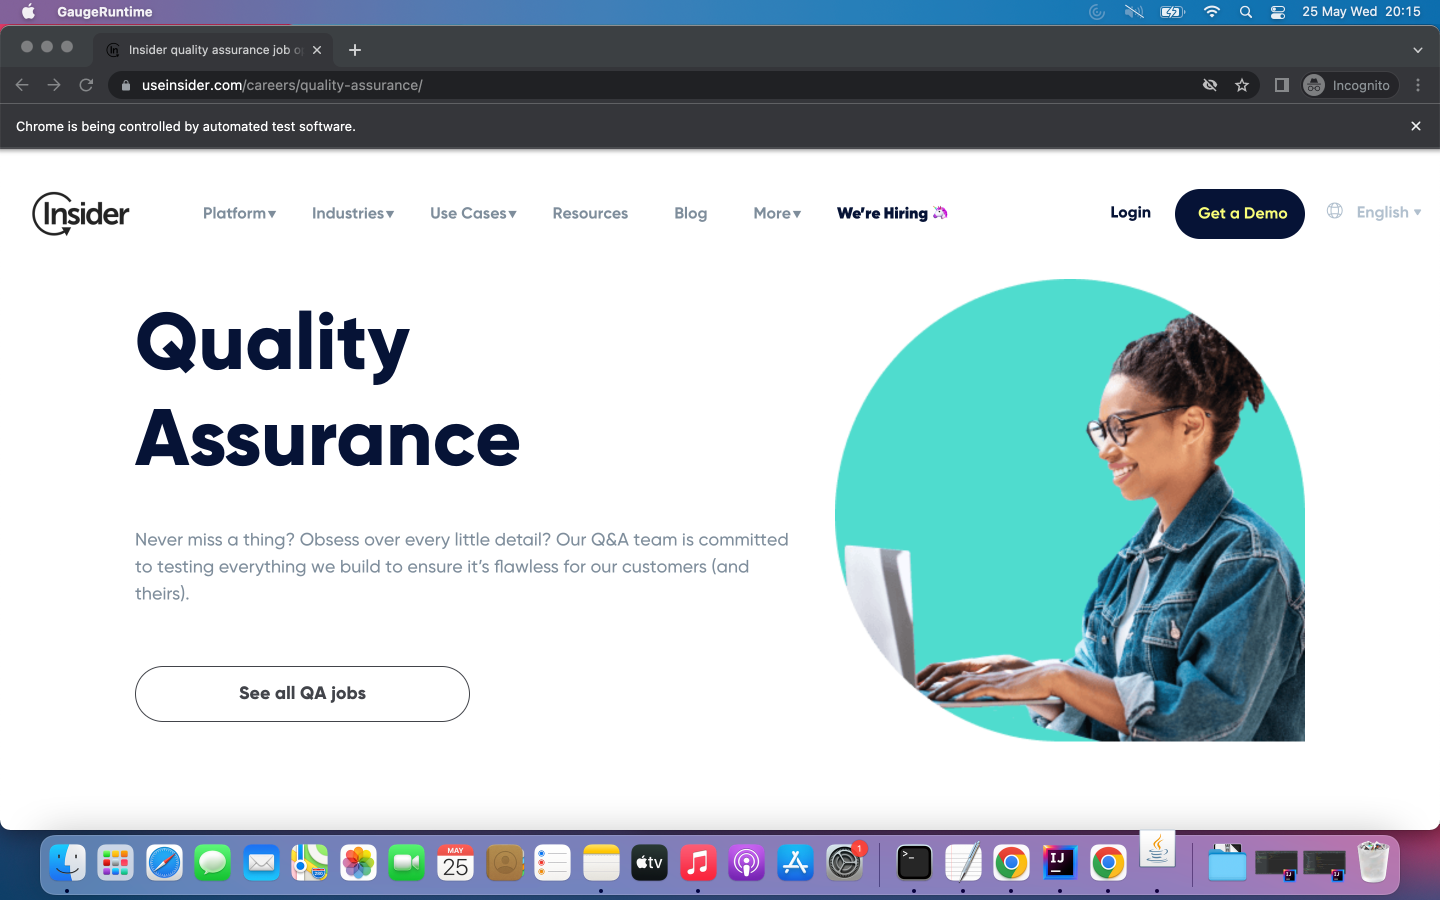 GaugeRuntime
25 May Wed 20:15
Insider quality assurance job o
useinsider.com/careers/quality-assurance/
Incognito
Chrome is being controlled by automated test software.
Insider
Platform▾ Industries▾ Use Cases▾ Resources Blog More▾ We're Hiring 🦄 Login Get a Demo English ▾
Quality
Assurance
Never miss a thing? Obsess over every little detail? Our Q&A team is committed
to testing everything we build to ensure it's flawless for our customers (and
theirs).
See all QA jobs
MAY
25
tv
1
>_
IJ